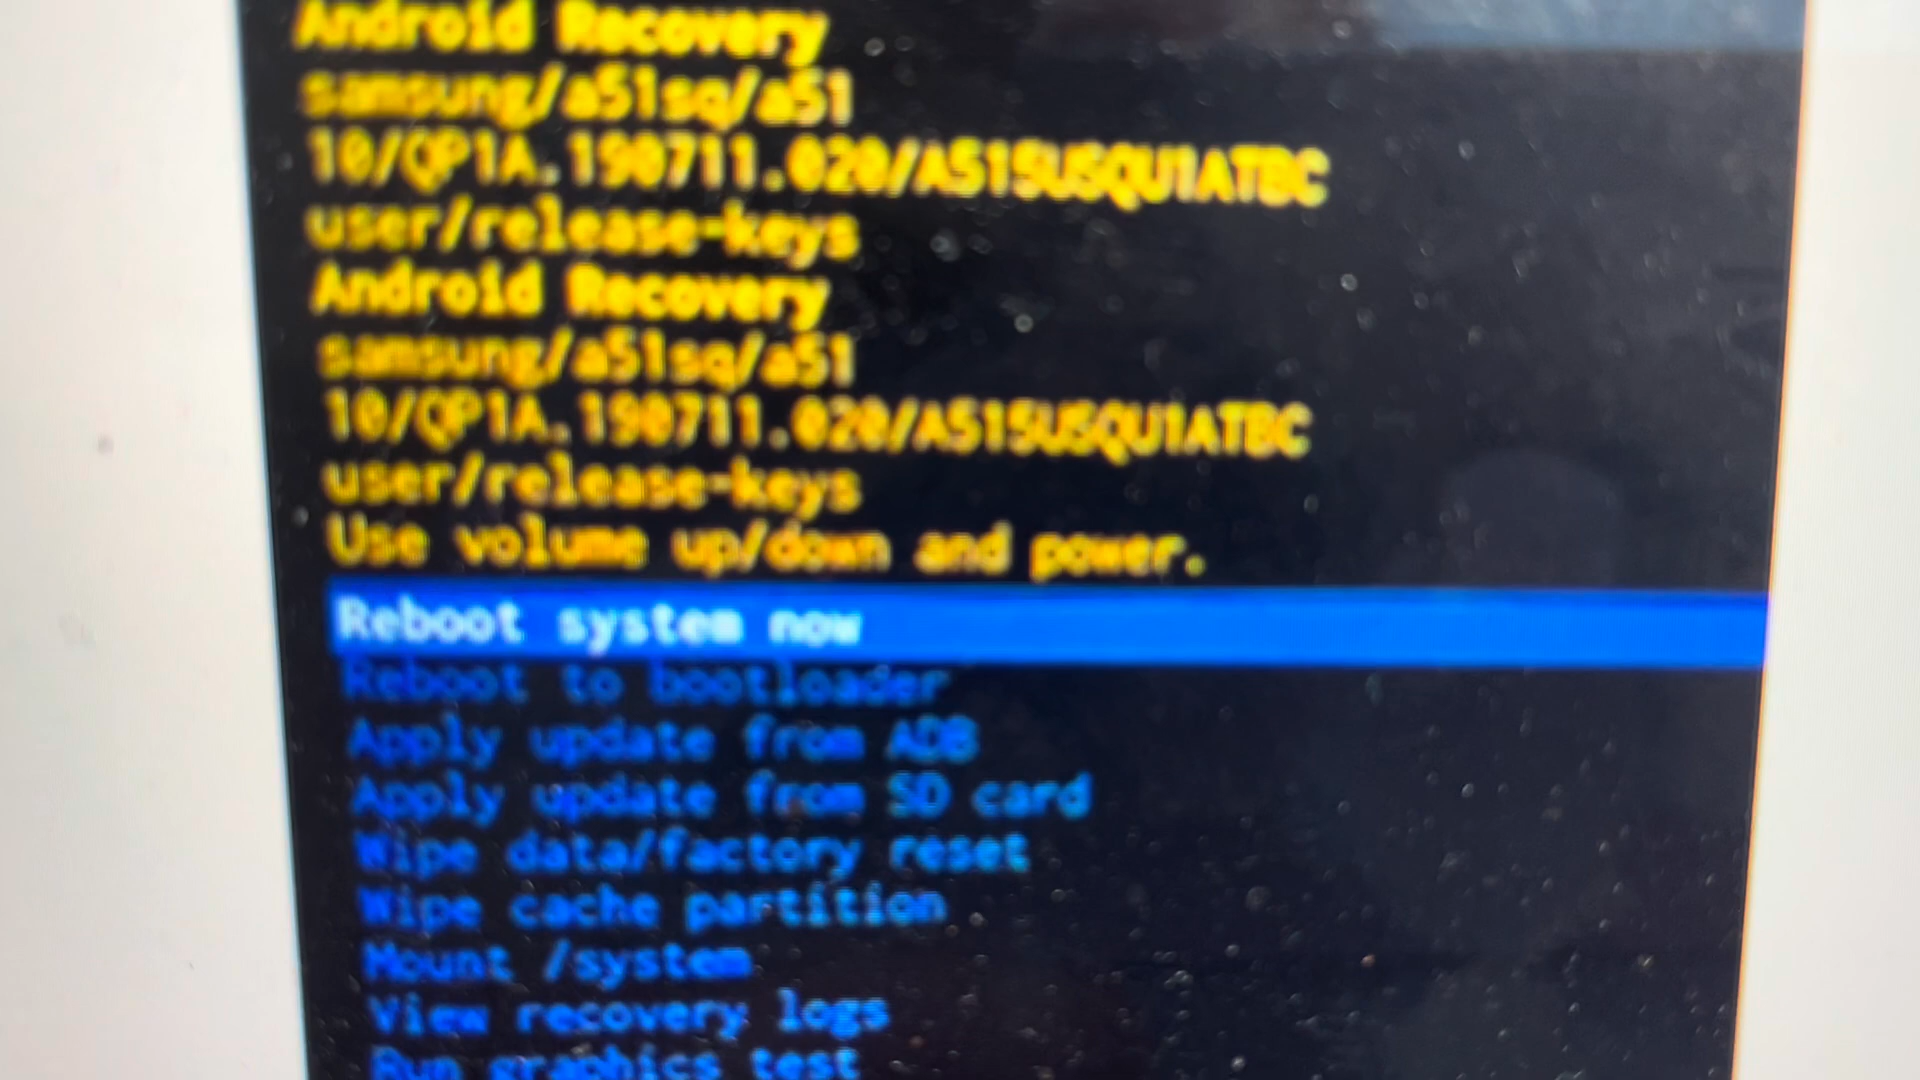 Android Recovery
samsung/a51sq/a51
10/QP1A.190711.020/A515USQU1ATBC
user/release-keys
Android Recovery
samsung/a51sq/a51
10/QP1A.190711.020/A515USQU1ATBC
user/release-keys
Use volume up/down and power.
Reboot system now
Reboot to bootloader
Apply update from ADB
Apply update from SD card
Wipe data/factory reset
Wipe cache partition
Mount /system
View recovery logs
Run graphics test